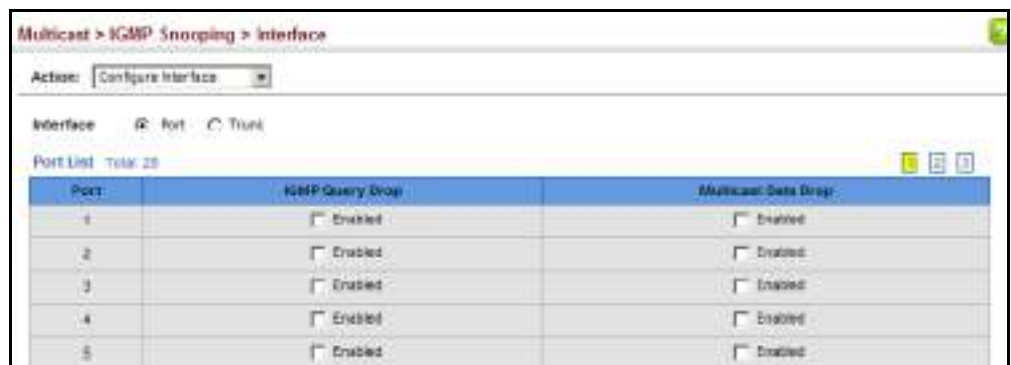 Multicast > IGMP Snooping > Interface
Action: Configure Interface
Interface Port Trunk
Port List Total: 28
1 2 3
Port IGMP Query Drop Multicast Data Drop
1 Enabled Enabled
2 Enabled Enabled
3 Enabled Enabled
4 Enabled Enabled
5 Enabled Enabled